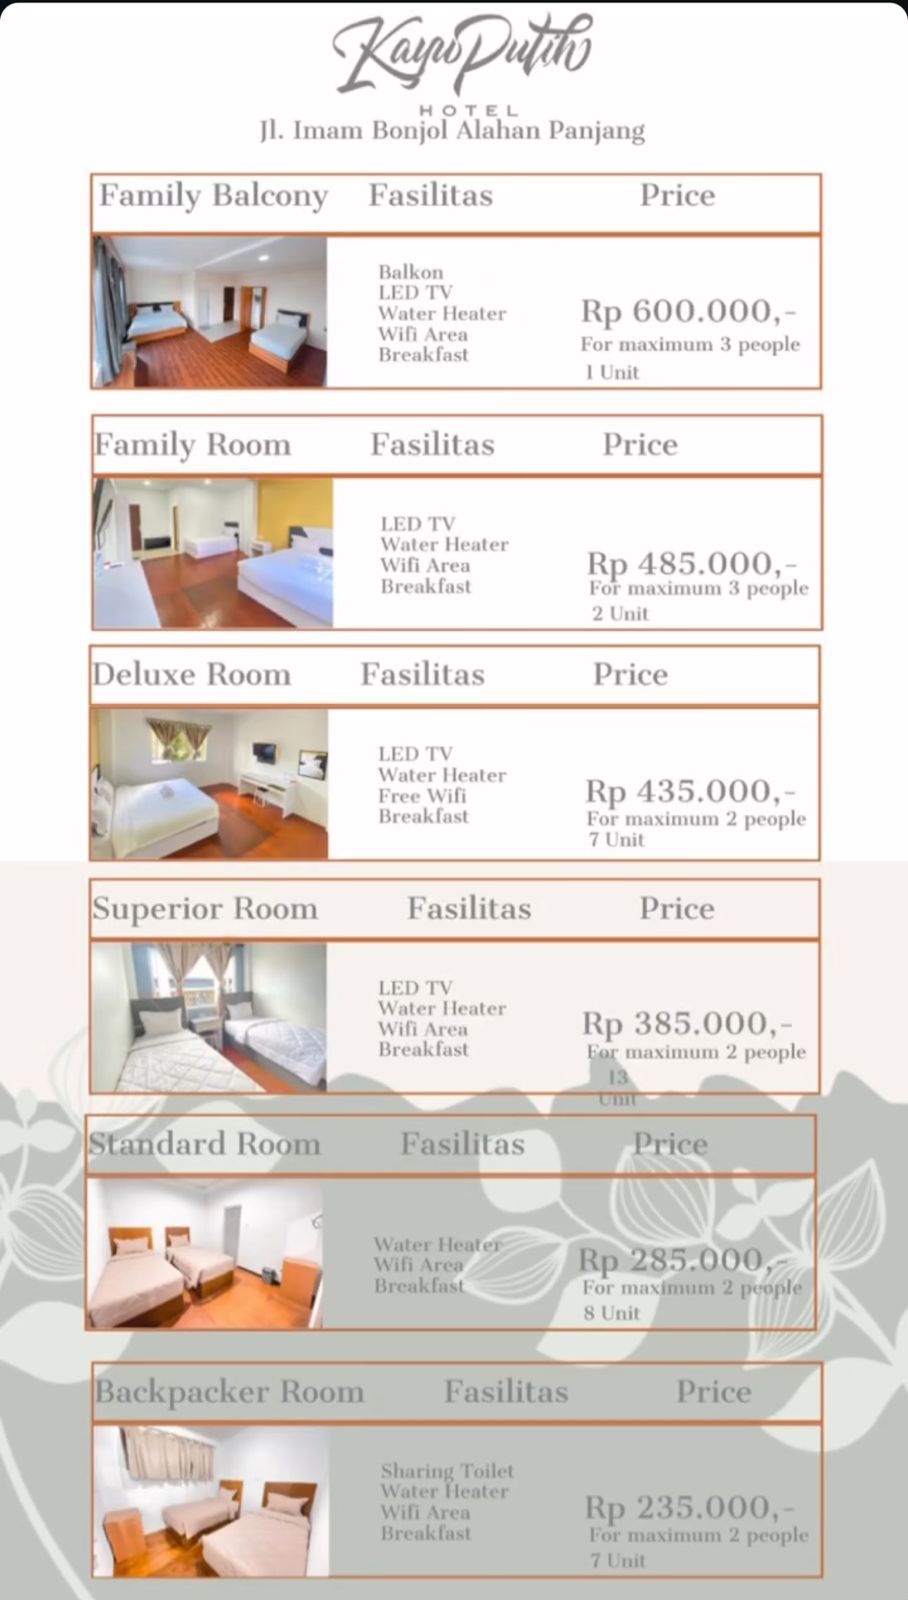 Kayu Putih
HOTEL
Jl. Imam Bonjol Alahan Panjang
Family Balcony Fasilitas Price
Balkon
LED TV
Water Heater
Wifi Area
Breakfast
Rp 600.000,-
For maximum 3 people
1 Unit
Family Room Fasilitas Price
LED TV
Water Heater
Wifi Area
Breakfast
Rp 485.000,-
For maximum 3 people
2 Unit
Deluxe Room Fasilitas Price
LED TV
Water Heater
Free Wifi
Breakfast
Rp 435.000,-
For maximum 2 people
7 Unit
Superior Room Fasilitas Price
LED TV
Water Heater
Wifi Area
Breakfast
Rp 385.000,-
For maximum 2 people
13
Unit
Standard Room Fasilitas Price
Water Heater
Wifi Area
Breakfast
Rp 285.000,-
For maximum 2 people
8 Unit
Backpacker Room Fasilitas Price
Sharing Toilet
Water Heater
Wifi Area
Breakfast
Rp 235.000,-
For maximum 2 people
7 Unit